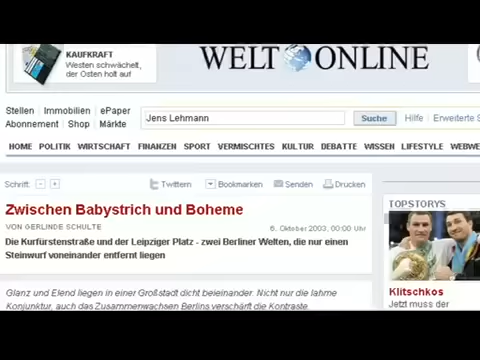 KAUFKRAFT
Westen schwächelt,
der Osten holt auf
WELT ONLINE
Stellen Immobilien ePaper
Abonnement Shop Märkte
Jens Lehmann
Suche
Hilfe Erweiterte S
HOME POLITIK WIRTSCHAFT FINANZEN SPORT VERMISCHTES KULTUR DEBATTE WISSEN LIFESTYLE WEBWE
Schrift: - +
Twittern Bookmarken Senden Drucken
Zwischen Babystrich und Boheme
VON GERLINDE SCHULTE
6. Oktober 2003, 00:00 Uhr
Die Kurfürstenstraße und der Leipziger Platz - zwei Berliner Welten, die nur einen
Steinwurf voneinander entfernt liegen
Glanz und Elend liegen in einer Großstadt dicht beieinander. Nicht nur die lahme
Konjunktur, auch das Zusammenwachsen Berlins verschärft die Kontraste.
TOPSTORYS
Klitschkos
Jetzt muss der